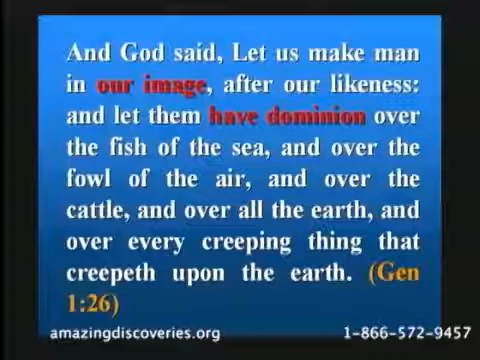 And God said, Let us make man
in our image, after our likeness:
and let them have dominion over
the fish of the sea, and over the
fowl of the air, and over the
cattle, and over all the earth, and
over every creeping thing that
creepeth upon the earth. (Gen
1:26)
amazingdiscoveries.org 1-866-572-9457